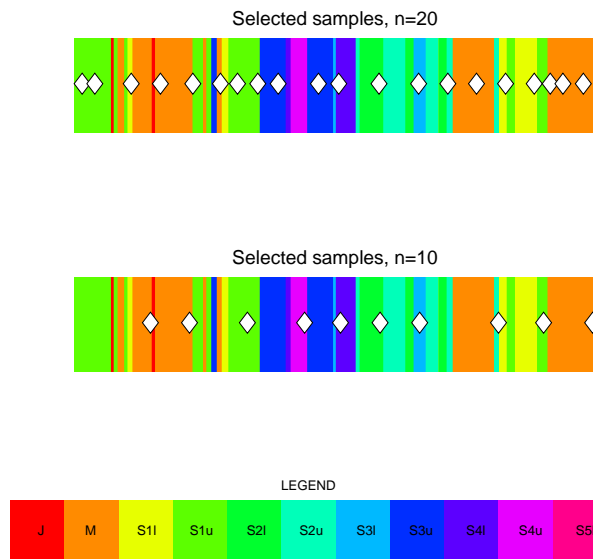 Selected samples, n=20
Selected samples, n=10
LEGEND
J M S1l S1u S2l S2u S3l S3u S4l S4u S5